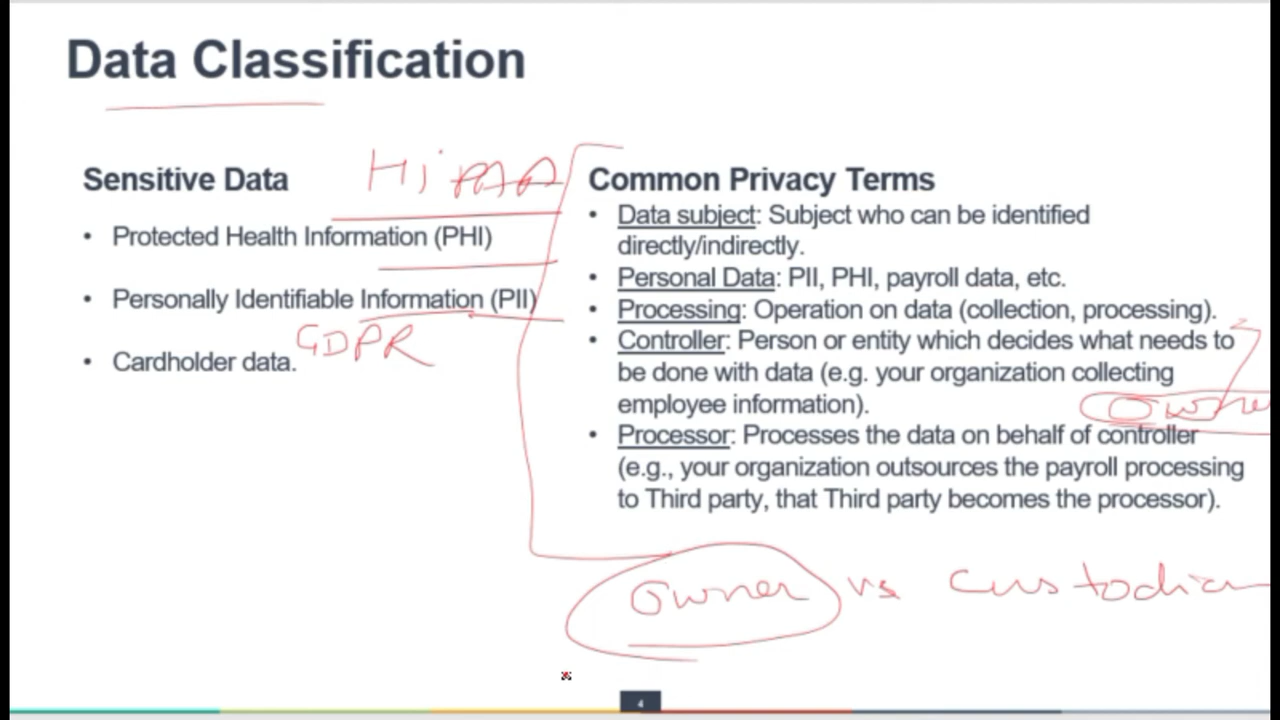 Data Classification
Sensitive Data
HiPAA
• Protected Health Information (PHI)
• Personally Identifiable Information (PII)
GDPR
• Cardholder data.
Common Privacy Terms
• Data subject: Subject who can be identified
directly/indirectly.
• Personal Data: PII, PHI, payroll data, etc.
• Processing: Operation on data (collection, processing).
• Controller: Person or entity which decides what needs to
be done with data (e.g. your organization collecting
employee information).
Owne
• Processor: Processes the data on behalf of controller
(e.g., your organization outsources the payroll processing
to Third party, that Third party becomes the processor).
owner vs custodian
4